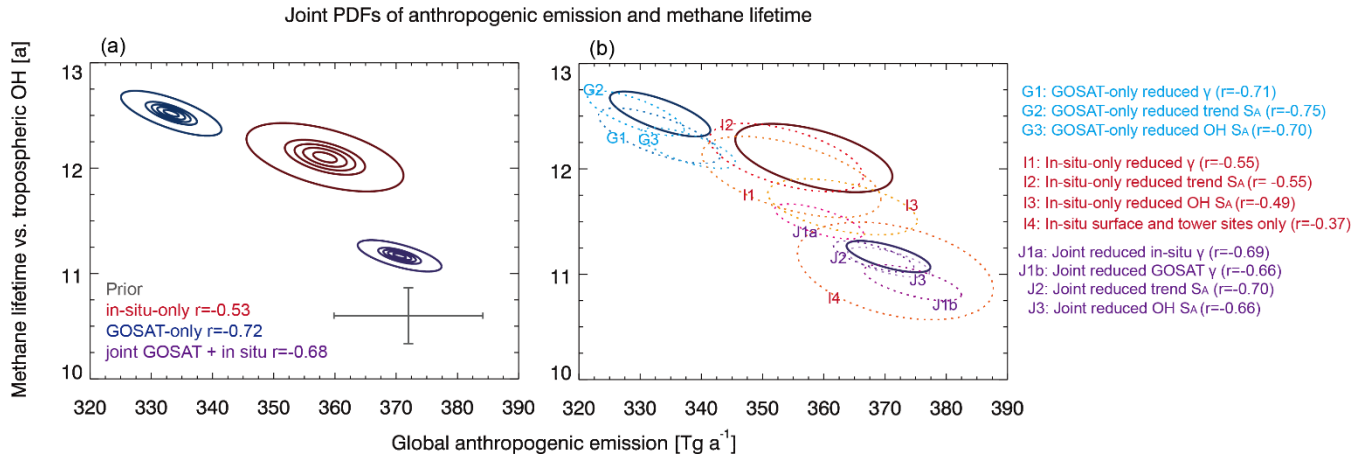 Joint PDFs of anthropogenic emission and methane lifetime
Methane lifetime vs. tropospheric OH [a]
(a)
13
12
11
10
Prior
in-situ-only r=-0.53
GOSAT-only r=-0.72
joint GOSAT + in situ r=-0.68
320 330 340 350 360 370 380 390
(b)
13
12
11
10
G2
G1
G3
I2
I1
I3
J1a
J2
J3
I4
J1b
320 330 340 350 360 370 380 390
Global anthropogenic emission [Tg a⁻¹]
G1: GOSAT-only reduced γ (r=-0.71)
G2: GOSAT-only reduced trend SA (r=-0.75)
G3: GOSAT-only reduced OH SA (r=-0.70)
I1: In-situ-only reduced γ (r=-0.55)
I2: In-situ-only reduced trend SA (r= -0.55)
I3: In-situ-only reduced OH SA (r=-0.49)
I4: In-situ surface and tower sites only (r=-0.37)
J1a: Joint reduced in-situ γ (r=-0.69)
J1b: Joint reduced GOSAT γ (r=-0.66)
J2: Joint reduced trend SA (r=-0.70)
J3: Joint reduced OH SA (r=-0.66)